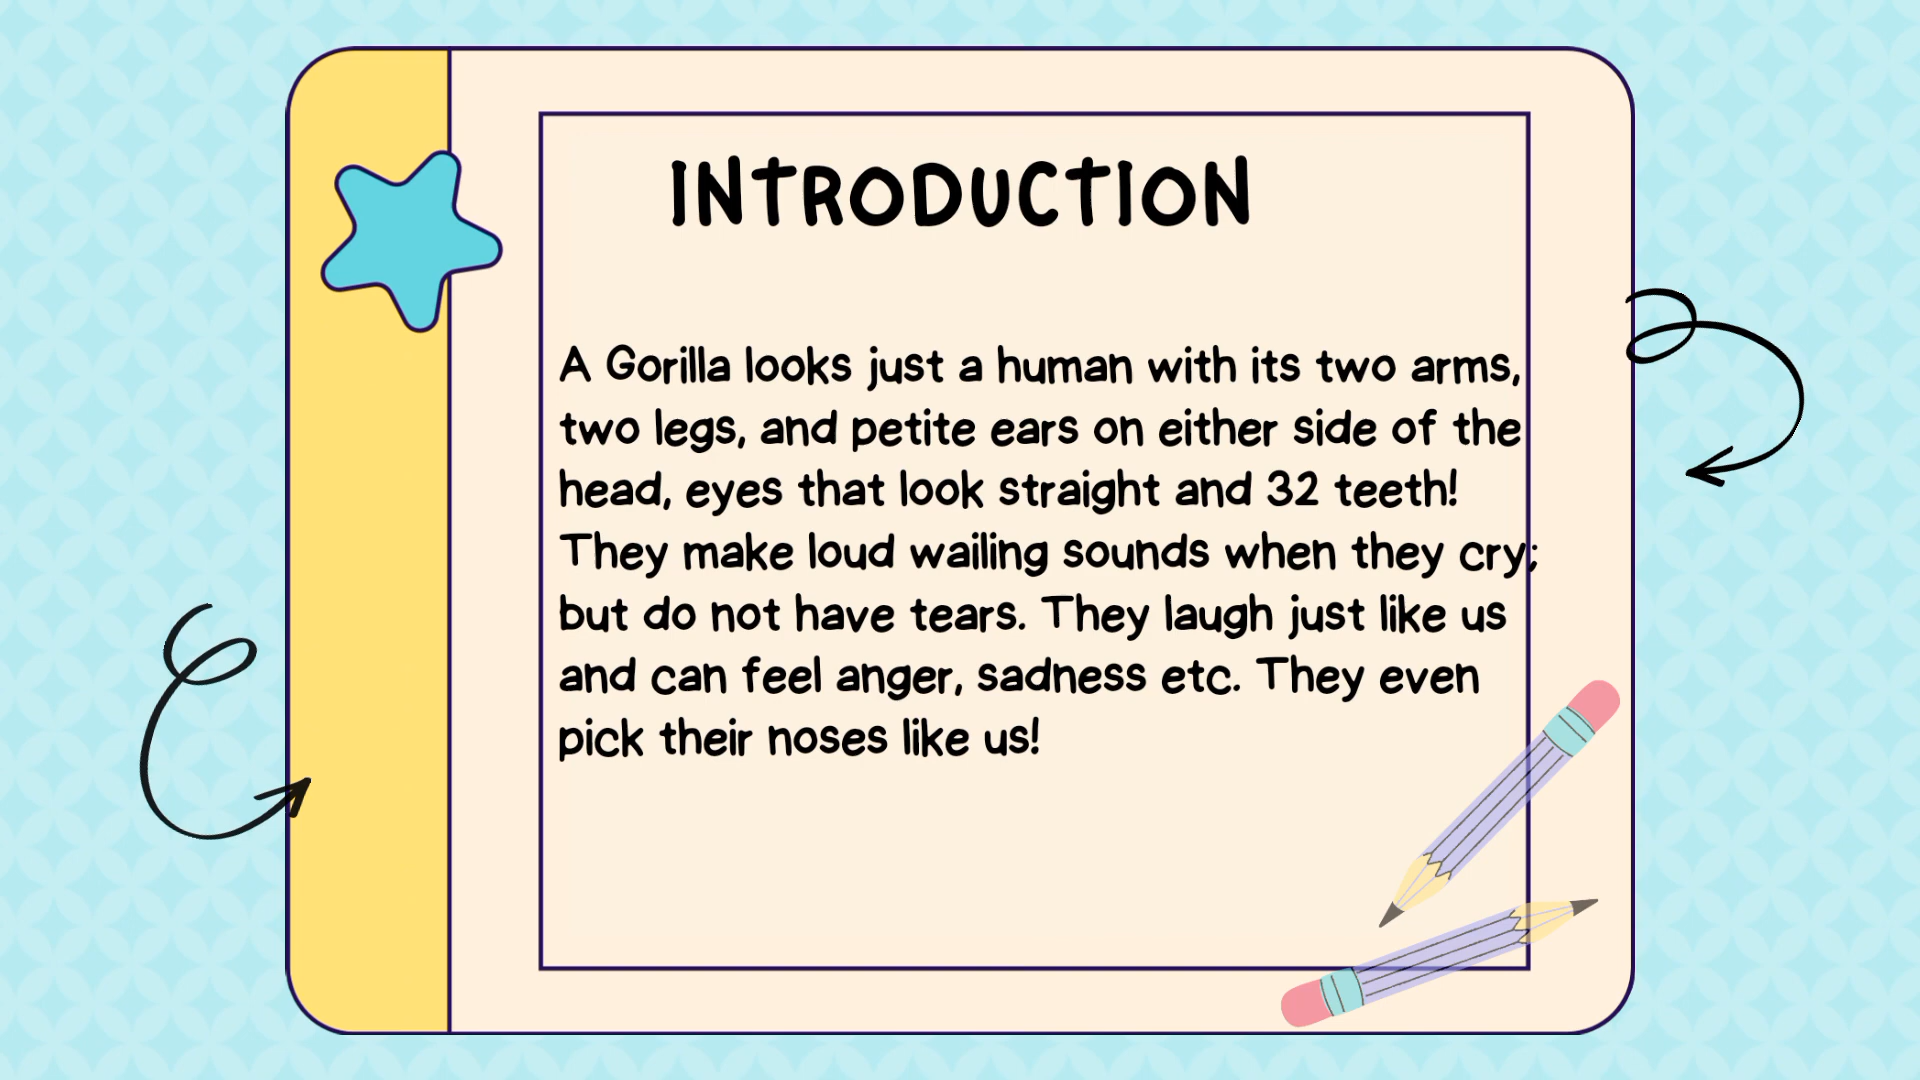 INTRODUCTION
A Gorilla looks just a human with its two arms,
two legs, and petite ears on either side of the
head, eyes that look straight and 32 teeth!
They make loud wailing sounds when they cry;
but do not have tears. They laugh just like us
and can feel anger, sadness etc. They even
pick their noses like us!